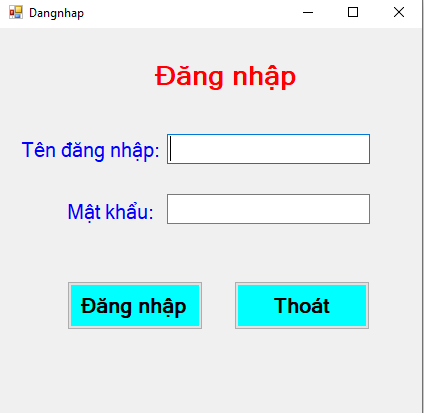 Dangnhap
Đăng nhập
Tên đăng nhập:
Mật khẩu:
Đăng nhập Thoát